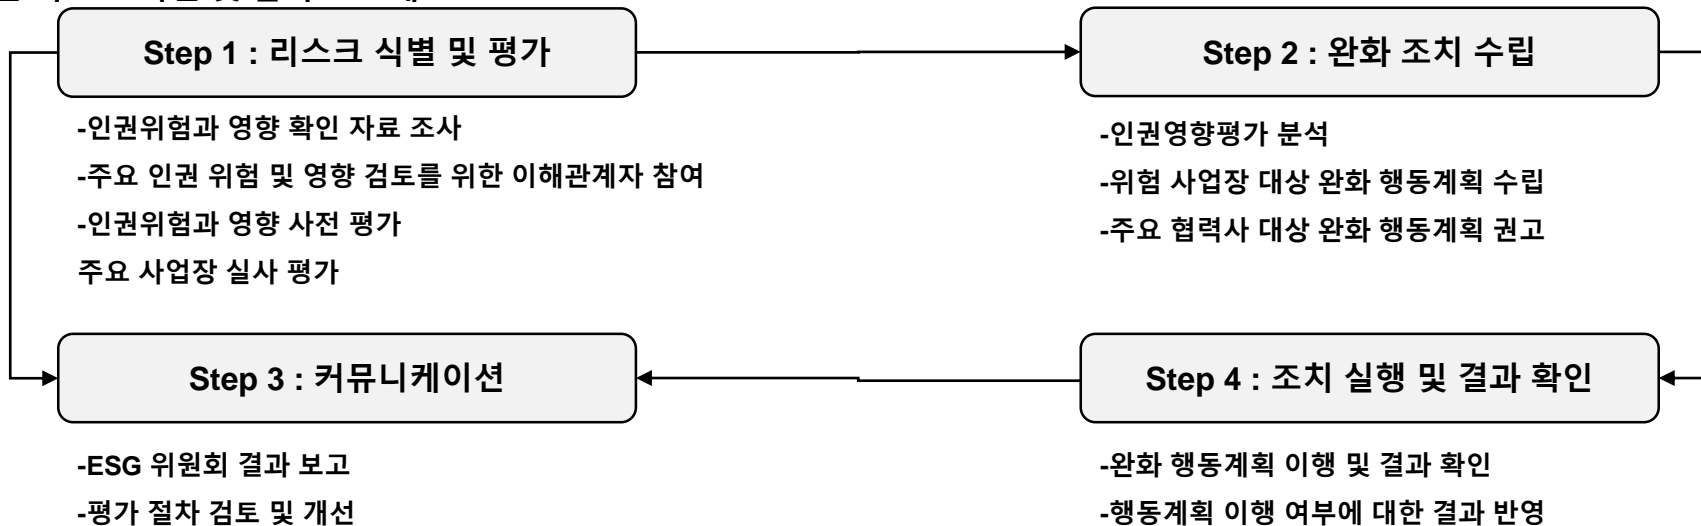 Step 1 : 리스크 식별 및 평가
-인권위험과 영향 확인 자료 조사
-주요 인권 위험 및 영향 검토를 위한 이해관계자 참여
-인권위험과 영향 사전 평가
주요 사업장 실사 평가
Step 2 : 완화 조치 수립
-인권영향평가 분석
-위험 사업장 대상 완화 행동계획 수립
-주요 협력사 대상 완화 행동계획 권고
Step 3 : 커뮤니케이션
-ESG 위원회 결과 보고
-평가 절차 검토 및 개선
Step 4 : 조치 실행 및 결과 확인
-완화 행동계획 이행 및 결과 확인
-행동계획 이행 여부에 대한 결과 반영